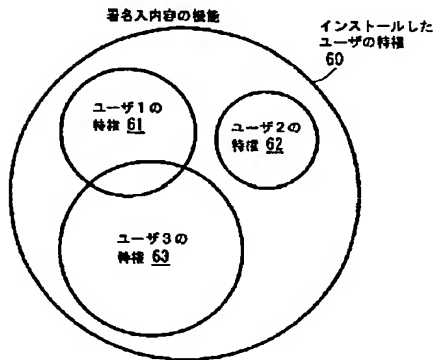 署名入内容の機能
インストールした
ユーザの特権
60
ユーザ1の
特権 61
ユーザ2の
特権 62
ユーザ3の
特権 63